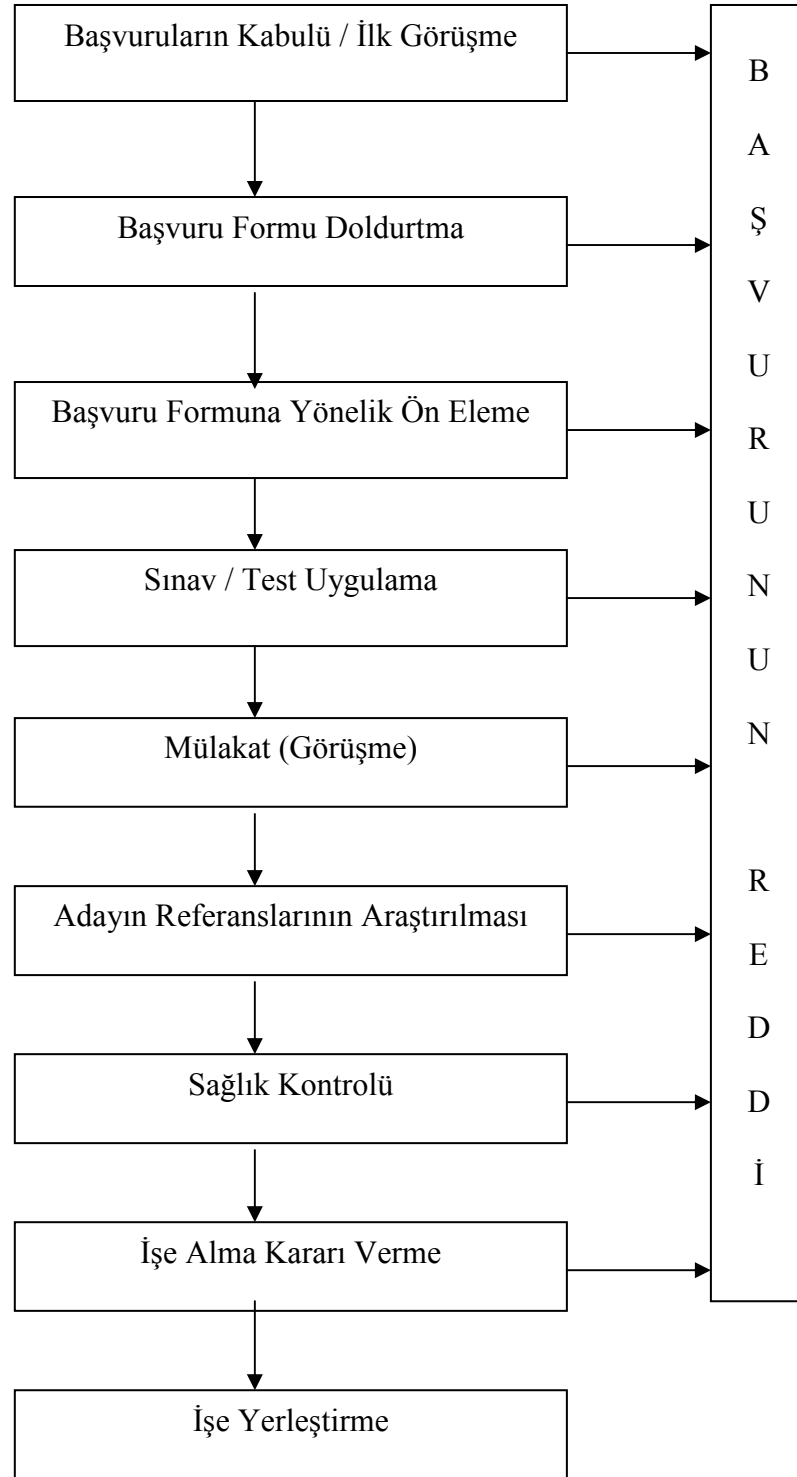 Başvuruların Kabulü / İlk Görüşme
Başvuru Formu Doldurtma
Başvuru Formuna Yönelik Ön Eleme
Sınav / Test Uygulama
Mülakat (Görüşme)
Adayın Referanslarının Araştırılması
Sağlık Kontrolü
İşe Alma Kararı Verme
İşe Yerleştirme
B
A
Ş
V
U
R
U
N
U
N
R
E
D
D
İ